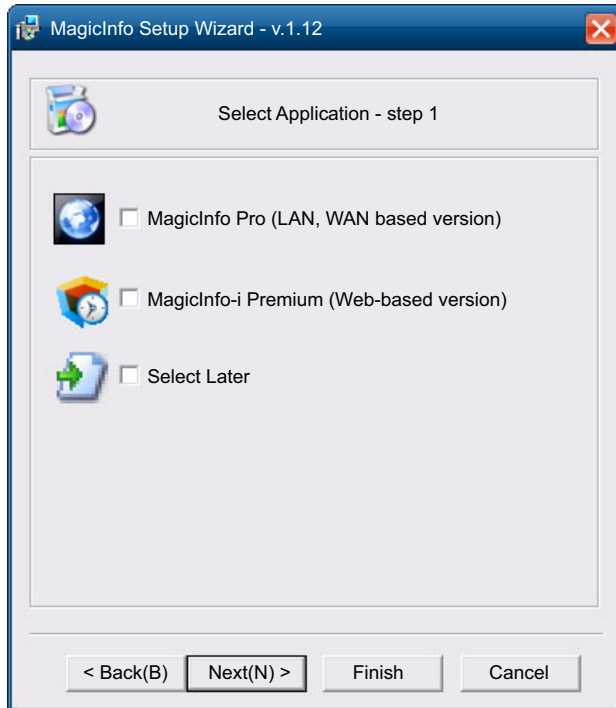 MagicInfo Setup Wizard - v.1.12
Select Application - step 1
MagicInfo Pro (LAN, WAN based version)
MagicInfo-i Premium (Web-based version)
Select Later
< Back(B) Next(N) > Finish Cancel